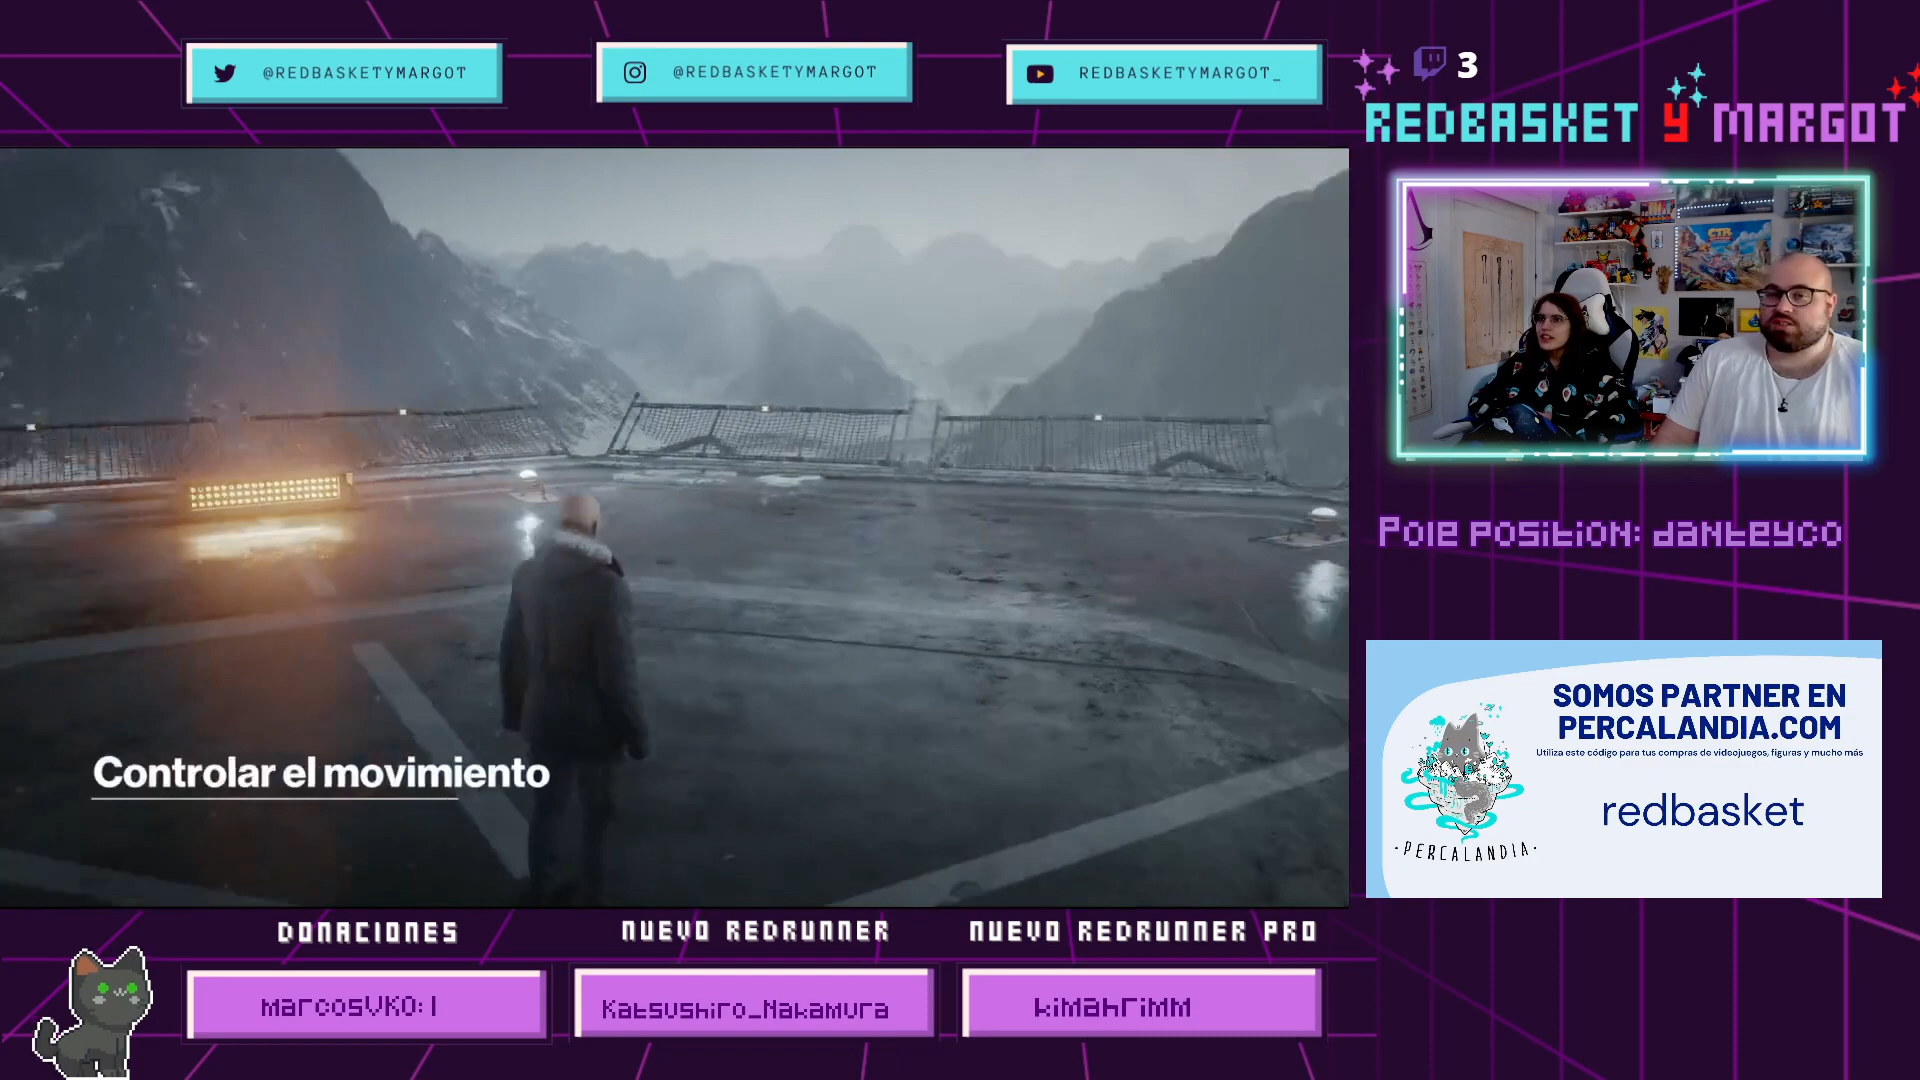 @REDBASKETYMARGOT
@REDBASKETYMARGOT
REDBASKETYMARGOT_
3
REDBASKET Y MARGOT
Pole position: danteyco
Controlar el movimiento
SOMOS PARTNER EN
PERCALANDIA.COM
Utiliza este código para tus compras de videojuegos, figuras y mucho más
redbasket
·PERCALANDIA·
DONACIONES
NUEVO REDRUNNER
NUEVO REDRUNNER PRO
marcosVKO: 1
Katsushiro_Nakamura
kimahriMM